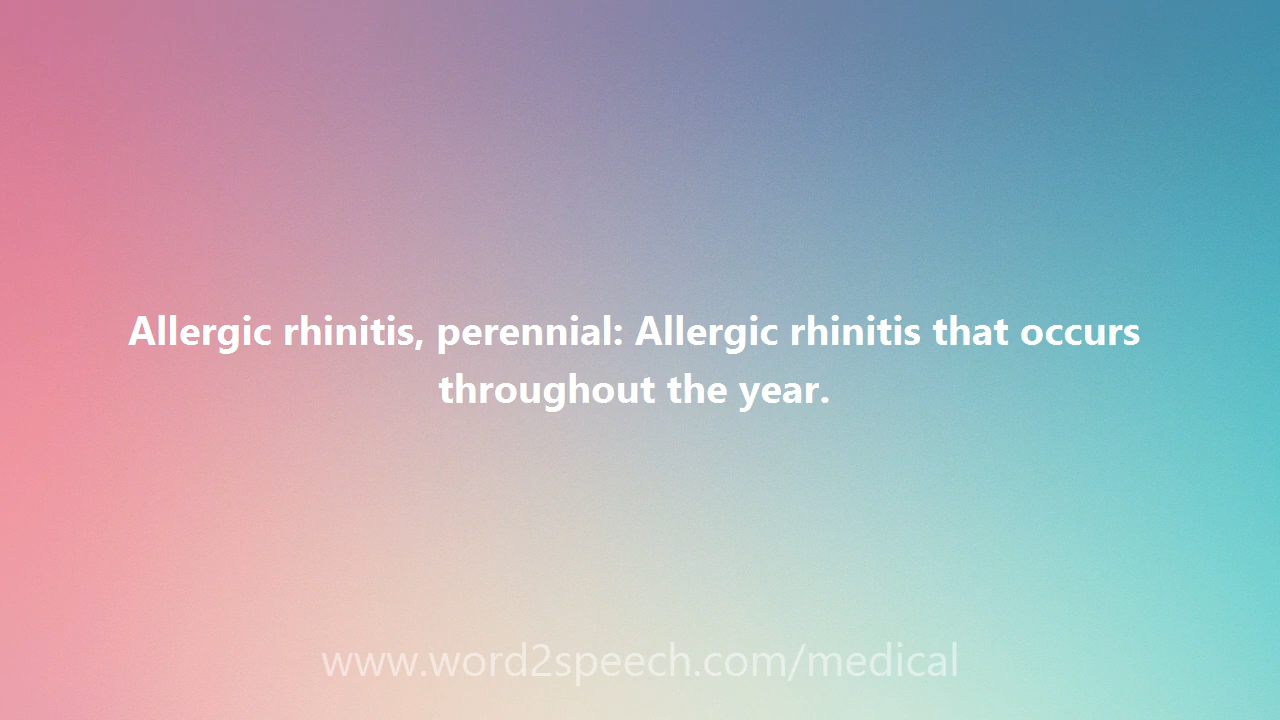 Allergic rhinitis, perennial: Allergic rhinitis that occurs
throughout the year.
www.word2speech.com/medical